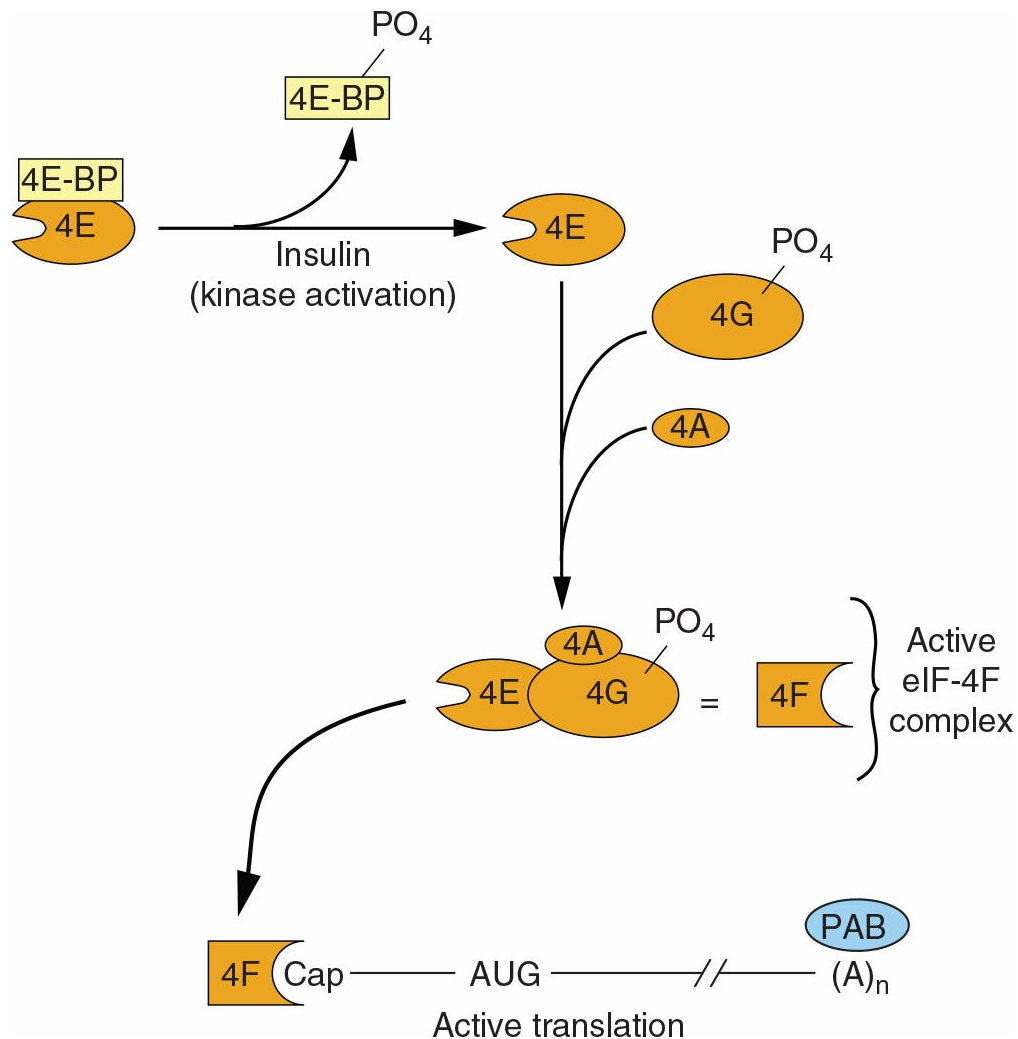 PO4
4E-BP
4E-BP
4E
4E
Insulin
(kinase activation)
PO4
4G
4A
PO4
4A
4E
4G
=
4F
Active
eIF-4F
complex
PAB
4F
Cap
AUG
(A)n
Active translation